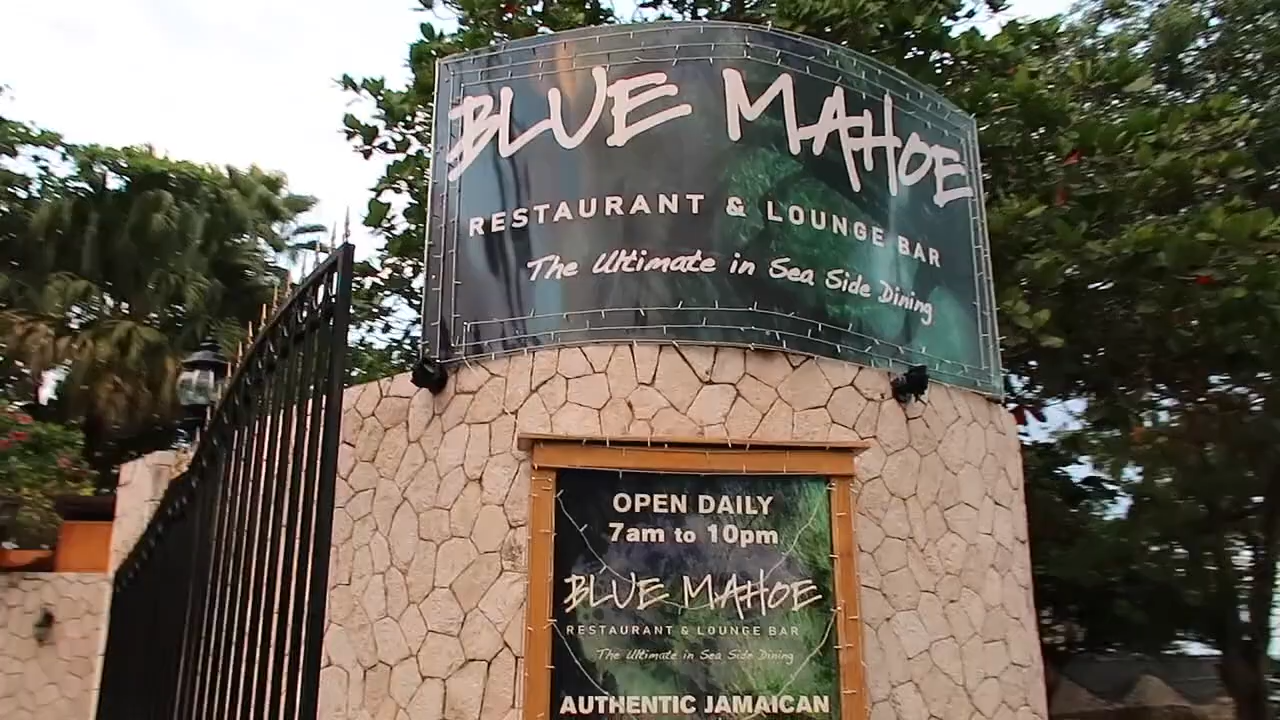 BLUE MAHOE
RESTAURANT & LOUNGE BAR
The Ultimate in Sea Side Dining
OPEN DAILY
7am to 10pm
BLUE MAHOE
RESTAURANT & LOUNGE BAR
The Ultimate in Sea Side Dining
AUTHENTIC JAMAICAN